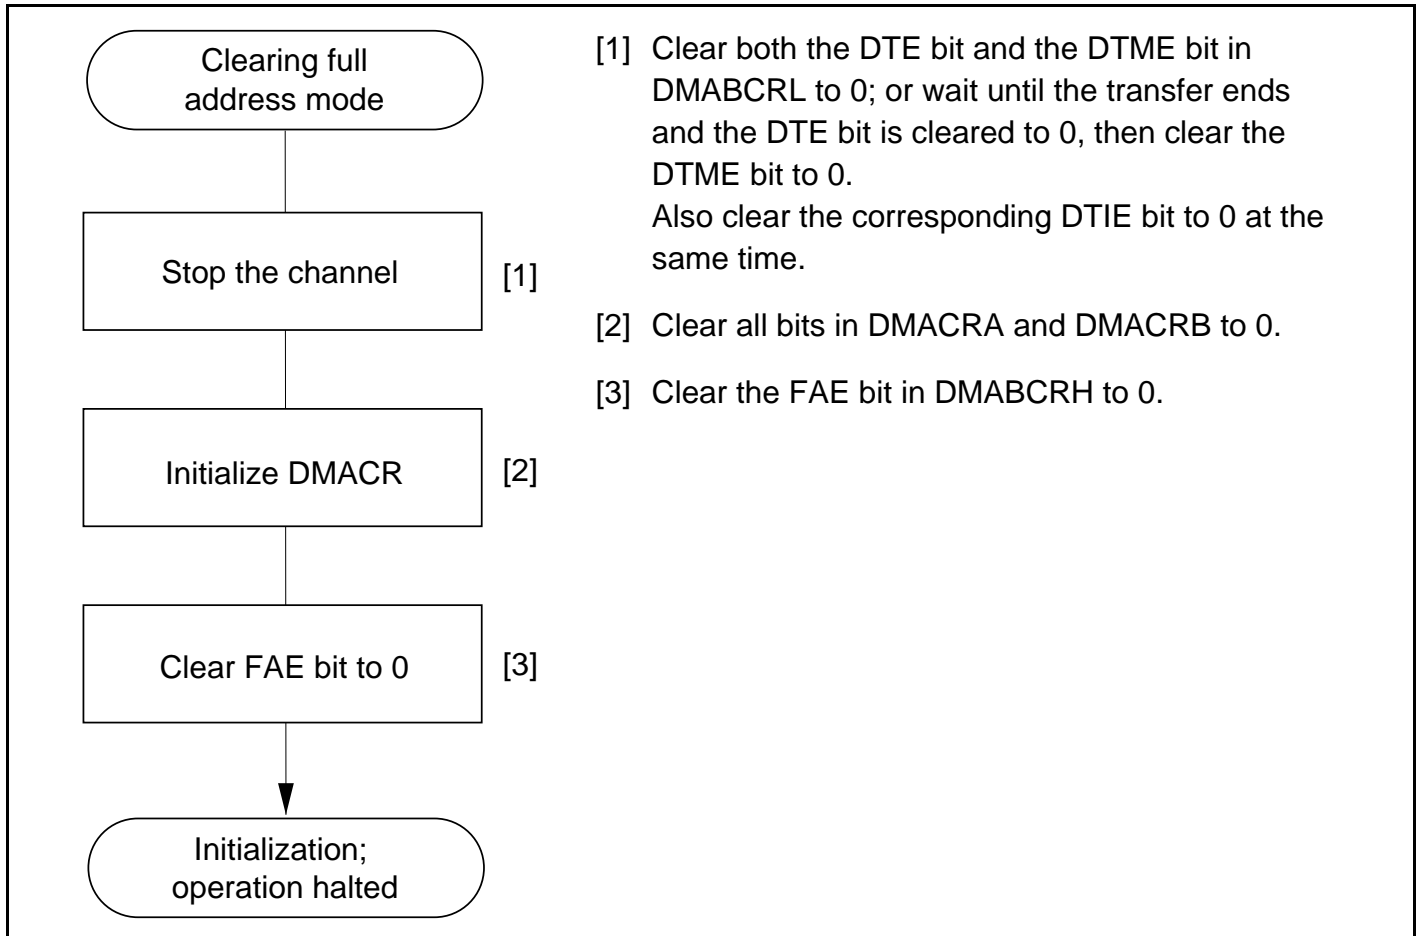 Clearing full
address mode
Stop the channel
[1]
Initialize DMACR
[2]
Clear FAE bit to 0
[3]
Initialization;
operation halted
[1] Clear both the DTE bit and the DTME bit in
DMABCRL to 0; or wait until the transfer ends
and the DTE bit is cleared to 0, then clear the
DTME bit to 0.
Also clear the corresponding DTIE bit to 0 at the
same time.
[2] Clear all bits in DMACRA and DMACRB to 0.
[3] Clear the FAE bit in DMABCRH to 0.